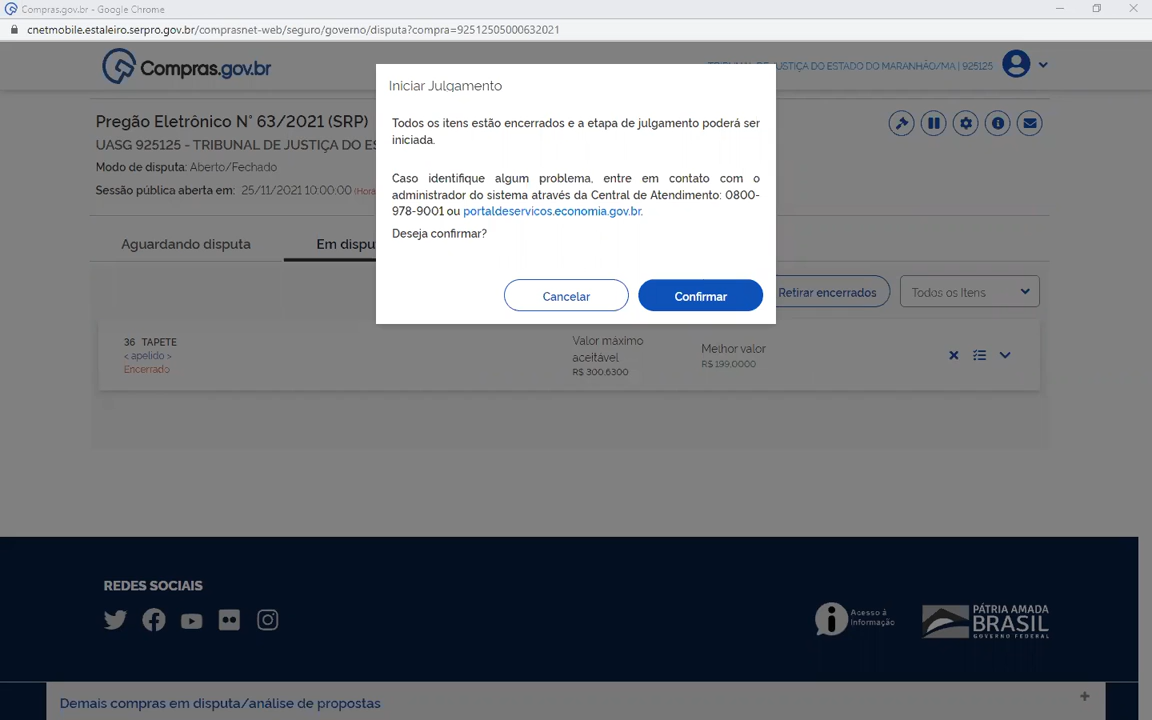 Compras.gov.br - Google Chrome
cnetmobile.estaleiro.serpro.gov.br/comprasnet-web/seguro/governo/disputa?compra=92512505000632021
Compras.gov.br
USTIÇA DO ESTADO DO MARANHÃO/MA | 925125
Iniciar Julgamento
Todos os itens estão encerrados e a etapa de julgamento poderá ser
iniciada.
Caso identifique algum problema, entre em contato com o
administrador do sistema através da Central de Atendimento: 0800-
978-9001 ou portaldeservicos.economia.gov.br.
Deseja confirmar?
Cancelar
Confirmar
Pregão Eletrônico N° 63/2021 (SRP)
UASG 925125 - TRIBUNAL DE JUSTIÇA DO ES
Modo de disputa: Aberto/Fechado
Sessão pública aberta em: 25/11/2021 10:00:00 (Hora
Aguardando disputa
Em dispu
Retirar encerrados
Todos os Itens
36 TAPETE
< apelido >
Encerrado
Valor máximo
aceitável
R$ 300,6300
Melhor valor
R$ 199,0000
REDES SOCIAIS
Acesso à
Informação
PÁTRIA AMADA
BRASIL
GOVERNO FEDERAL
Demais compras em disputa/análise de propostas